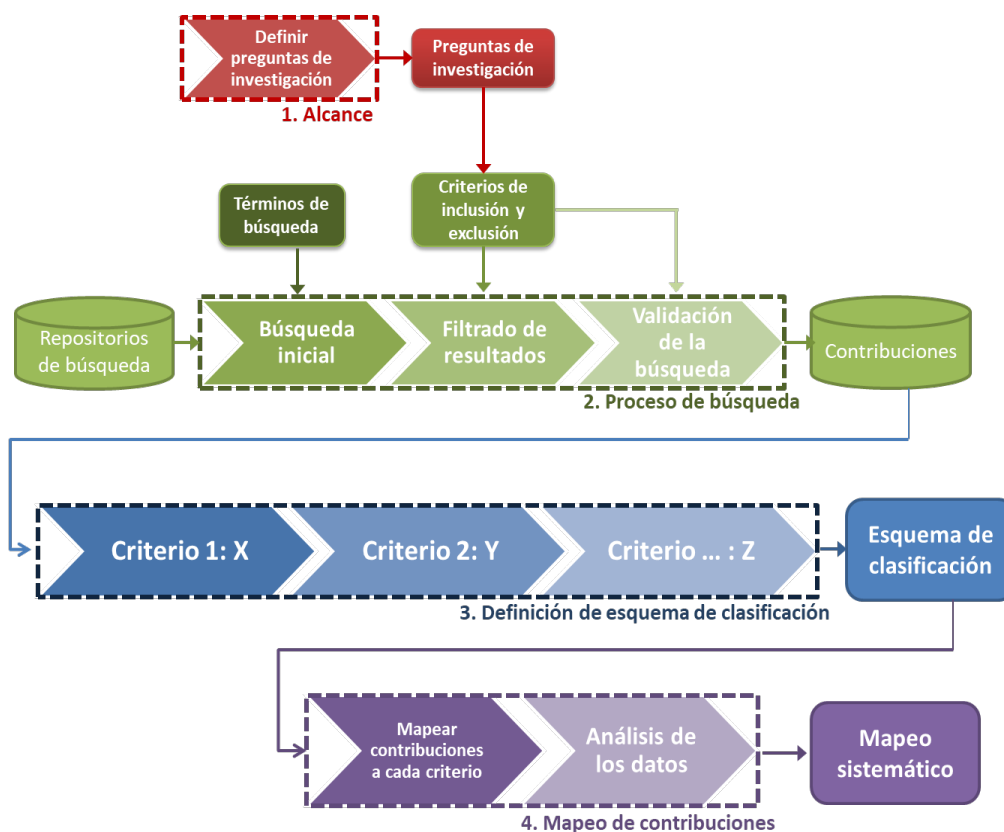 Definir
preguntas de
investigación
Preguntas de
investigación
1. Alcance
Términos de
búsqueda
Criterios de
inclusión y
exclusión
Repositorios
de búsqueda
Búsqueda
inicial
Filtrado de
resultados
Validación
de la
búsqueda
Contribuciones
2. Proceso de búsqueda
Criterio 1: X
Criterio 2: Y
Criterio ... : Z
Esquema de
clasificación
3. Definición de esquema de clasificación
Mapear
contribuciones
a cada criterio
Análisis de
los datos
Mapeo
sistemático
4. Mapeo de contribuciones